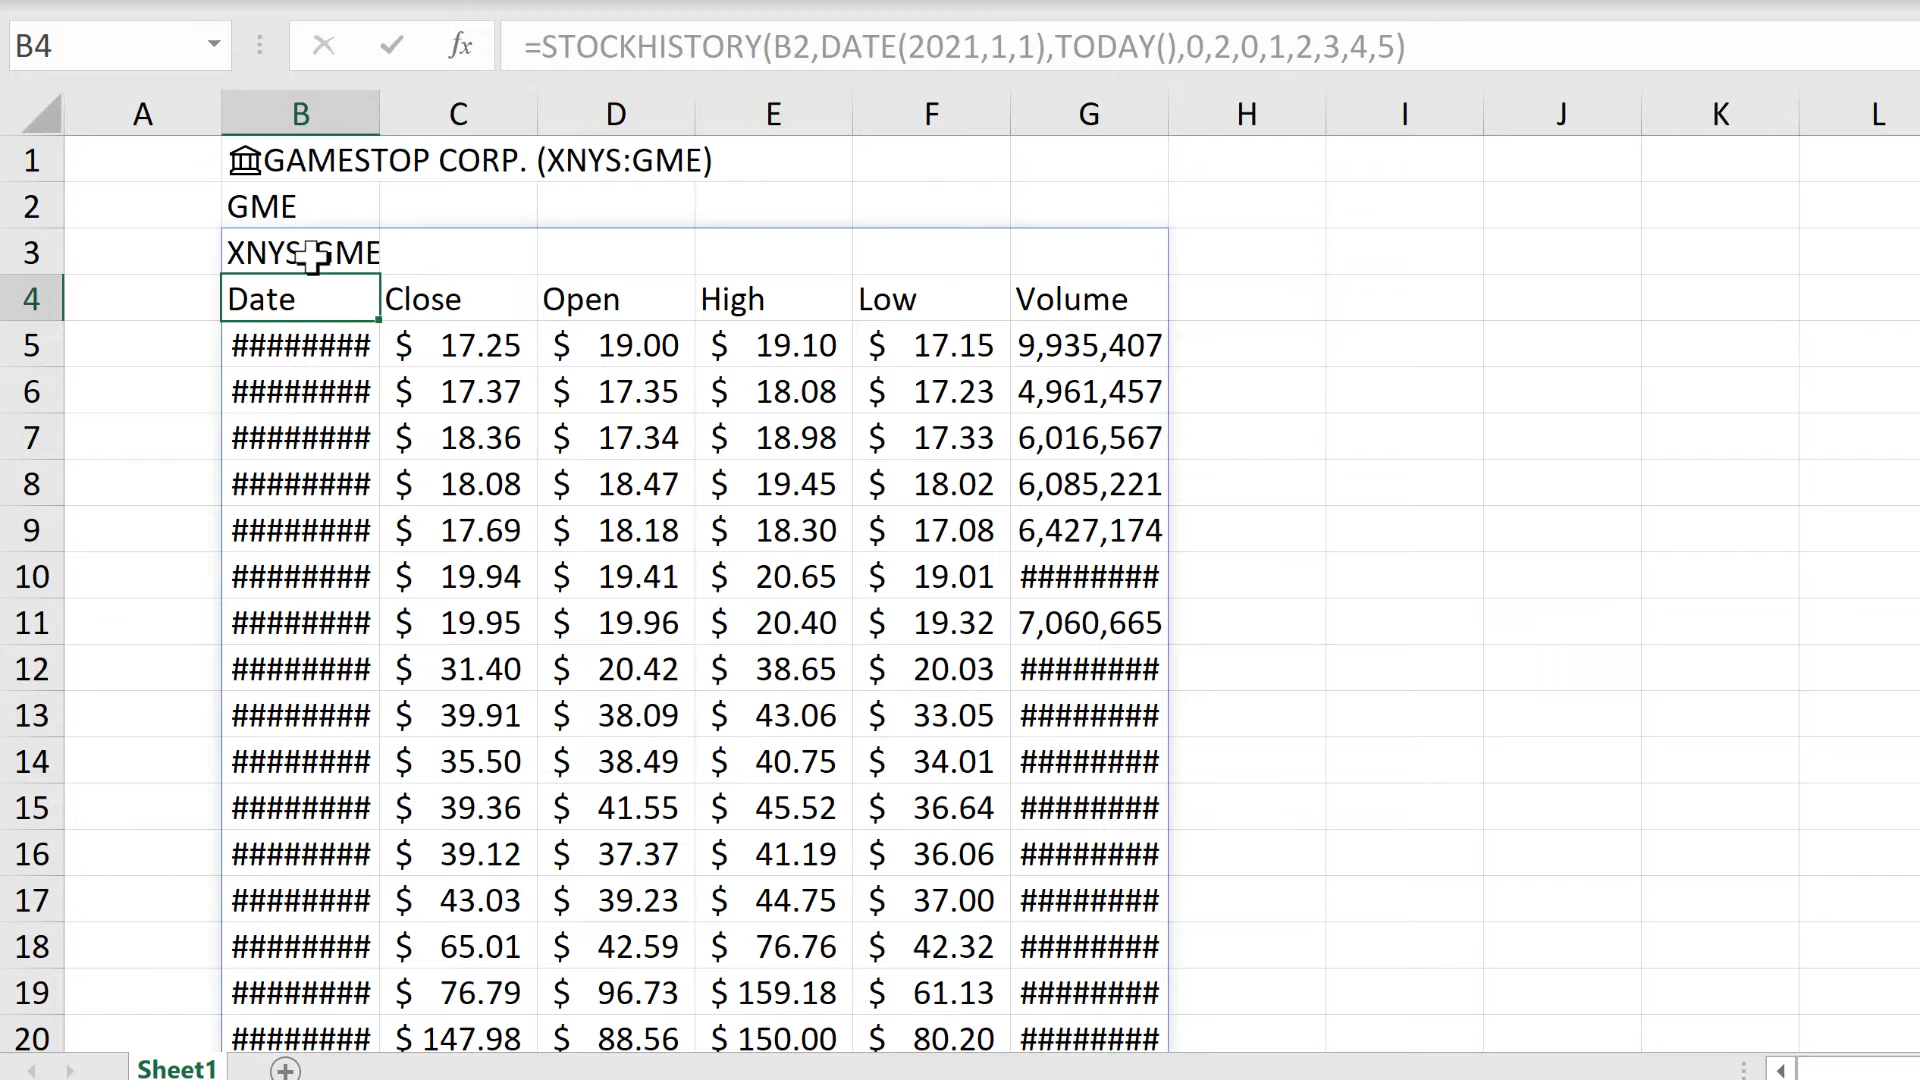 B4 fx =STOCKHISTORY(B2,DATE(2021,1,1),TODAY(),0,2,0,1,2,3,4,5)
A B C D E F G H I J K L
1 GAMESTOP CORP. (XNYS:GME)
2 GME
3 XNYS:GME
4 Date Close Open High Low Volume
5 ######## $ 17.25 $ 19.00 $ 19.10 $ 17.15 9,935,407
6 ######## $ 17.37 $ 17.35 $ 18.08 $ 17.23 4,961,457
7 ######## $ 18.36 $ 17.34 $ 18.98 $ 17.33 6,016,567
8 ######## $ 18.08 $ 18.47 $ 19.45 $ 18.02 6,085,221
9 ######## $ 17.69 $ 18.18 $ 18.30 $ 17.08 6,427,174
10 ######## $ 19.94 $ 19.41 $ 20.65 $ 19.01 ########
11 ######## $ 19.95 $ 19.96 $ 20.40 $ 19.32 7,060,665
12 ######## $ 31.40 $ 20.42 $ 38.65 $ 20.03 ########
13 ######## $ 39.91 $ 38.09 $ 43.06 $ 33.05 ########
14 ######## $ 35.50 $ 38.49 $ 40.75 $ 34.01 ########
15 ######## $ 39.36 $ 41.55 $ 45.52 $ 36.64 ########
16 ######## $ 39.12 $ 37.37 $ 41.19 $ 36.06 ########
17 ######## $ 43.03 $ 39.23 $ 44.75 $ 37.00 ########
18 ######## $ 65.01 $ 42.59 $ 76.76 $ 42.32 ########
19 ######## $ 76.79 $ 96.73 $ 159.18 $ 61.13 ########
20 ######## $ 147.98 $ 88.56 $ 150.00 $ 80.20 ########
Sheet1